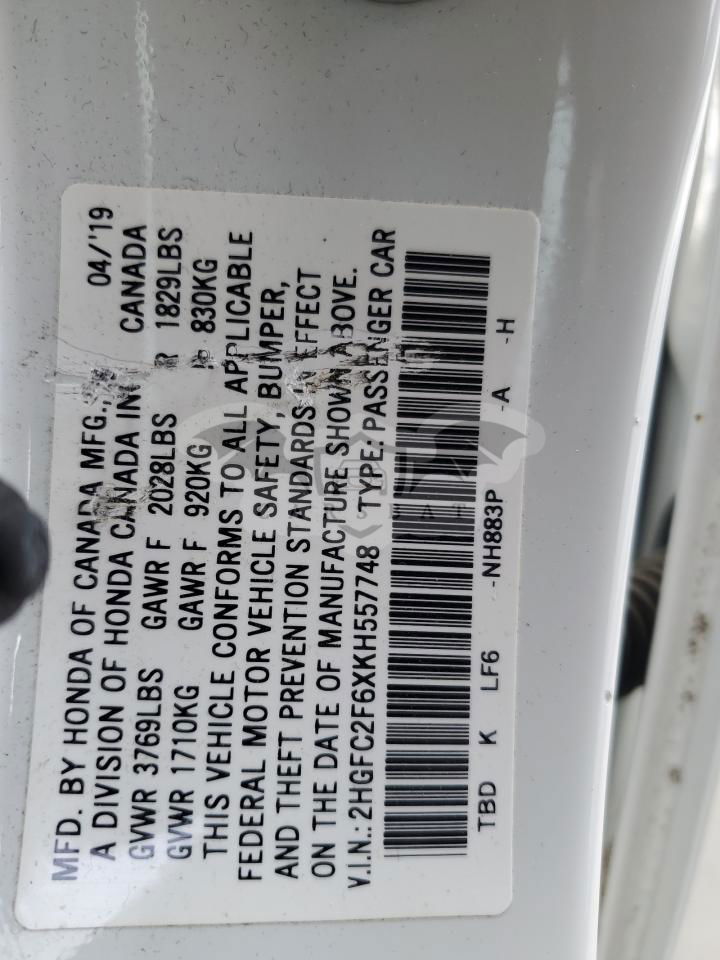 MFD. BY HONDA OF CANADA MFG., 04/'19
A DIVISION OF HONDA CANADA INC CANADA
GVWR 3769LBS GAWR F 2028LBS R 1829LBS
GVWR 1710KG GAWR F 920KG R 830KG
THIS VEHICLE CONFORMS TO ALL APPLICABLE
FEDERAL MOTOR VEHICLE SAFETY, BUMPER,
AND THEFT PREVENTION STANDARDS EFFECT
ON THE DATE OF MANUFACTURE SHOWN ABOVE.
V.I.N.: 2HGFC2F6XKH557748 TYPE: PASSENGER CAR
TBD K LF6 -NH883P -A -H